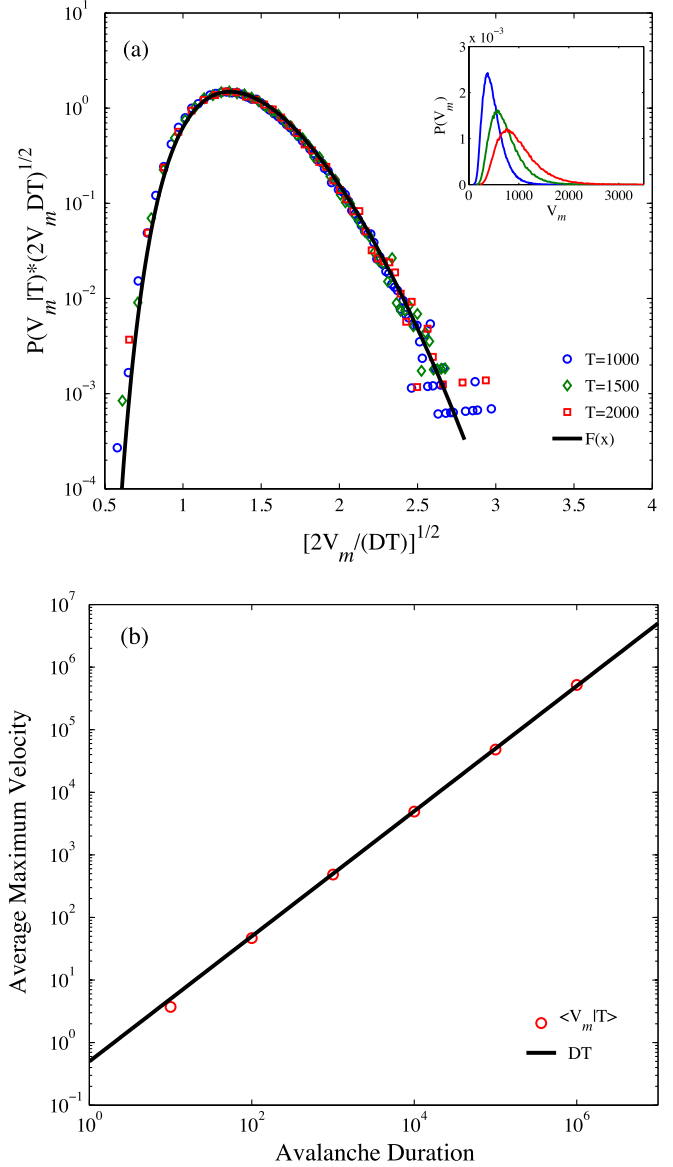 (a)
P(V_m|T)*(2V_m DT)^{1/2}
10^1
10^0
10^{-1}
10^{-2}
10^{-3}
10^{-4}
0.5 1 1.5 2 2.5 3 3.5 4
[2V_m/(DT)]^{1/2}
x 10^{-3}
P(V_m)
3
2
1
0
0 1000 2000 3000
V_m
T=1000
T=1500
T=2000
F(x)
(b)
Average Maximum Velocity
10^7
10^6
10^5
10^4
10^3
10^2
10^1
10^0
10^{-1}
10^0 10^2 10^4 10^6
Avalanche Duration
<V_m|T>
DT